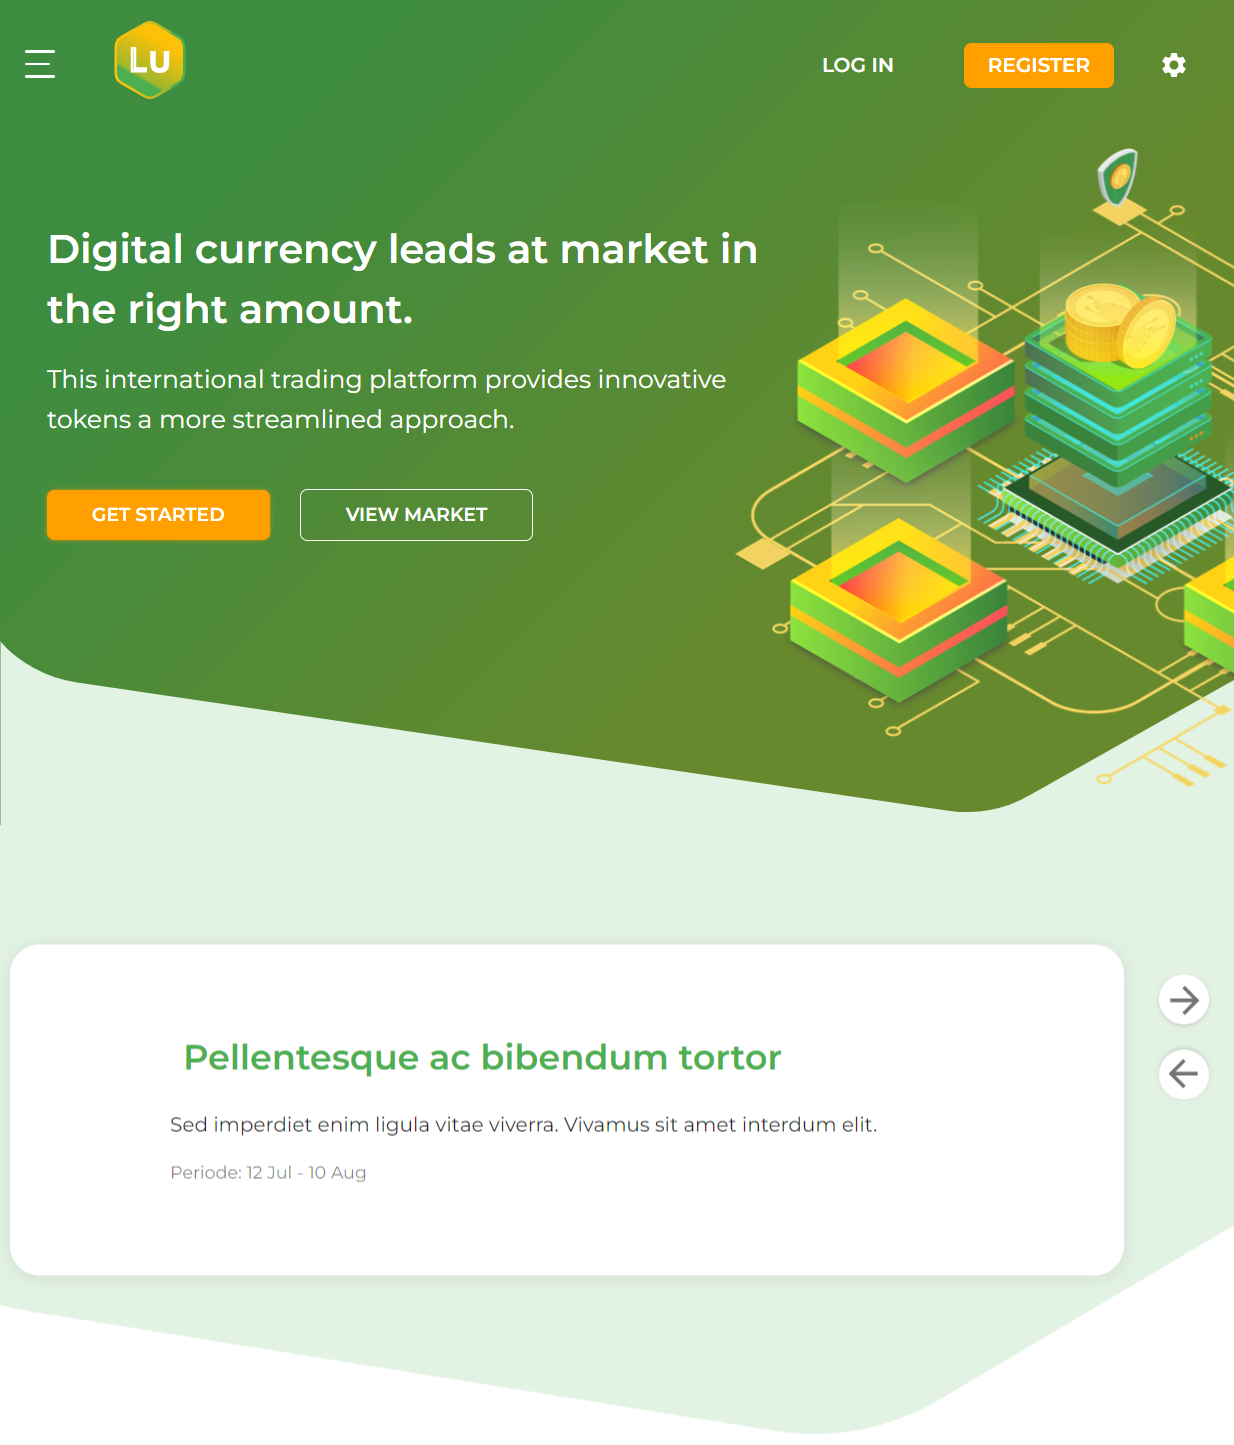 Lu
LOG IN
REGISTER
Digital currency leads at market in
the right amount.
This international trading platform provides innovative
tokens a more streamlined approach.
GET STARTED
VIEW MARKET
Pellentesque ac bibendum tortor
Sed imperdiet enim ligula vitae viverra. Vivamus sit amet interdum elit.
Periode: 12 Jul - 10 Aug